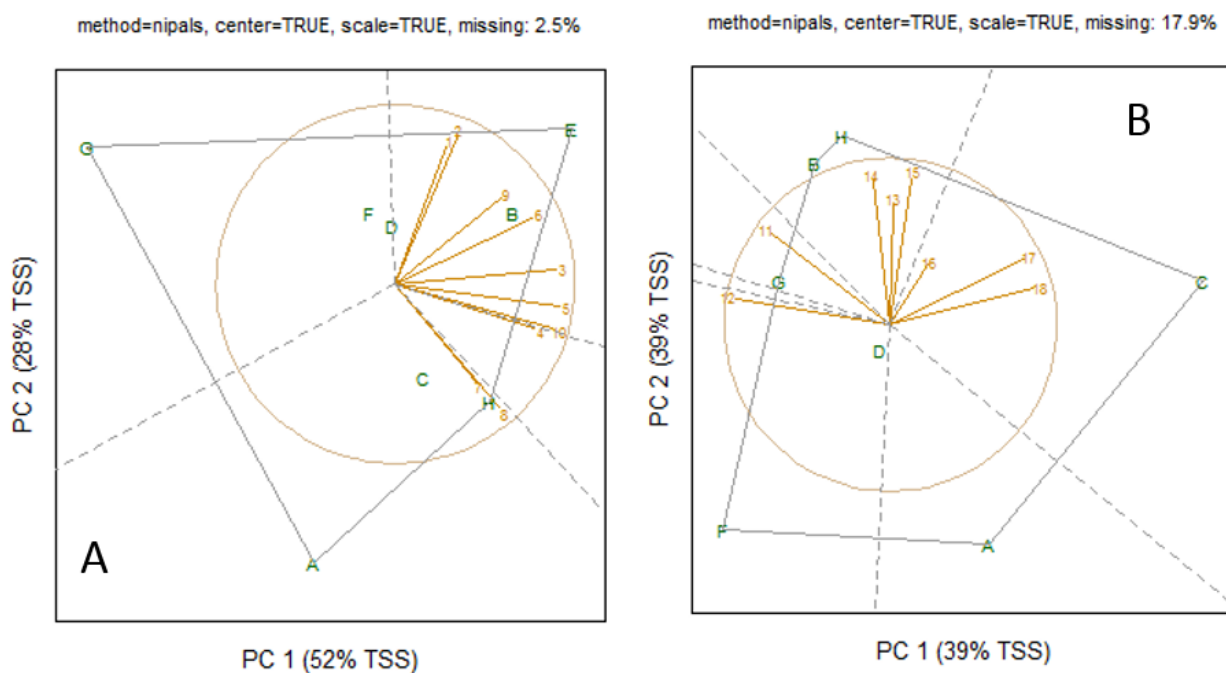 method=nipals, center=TRUE, scale=TRUE, missing: 2.5%
G
E
1
2
9
F
B
6
D
3
5
4
10
C
7
H
8
A
A
PC 2 (28% TSS)
PC 1 (52% TSS)
method=nipals, center=TRUE, scale=TRUE, missing: 17.9%
B
H
B
14
15
13
11
16
17
G
C
12
18
D
F
A
PC 2 (39% TSS)
PC 1 (39% TSS)